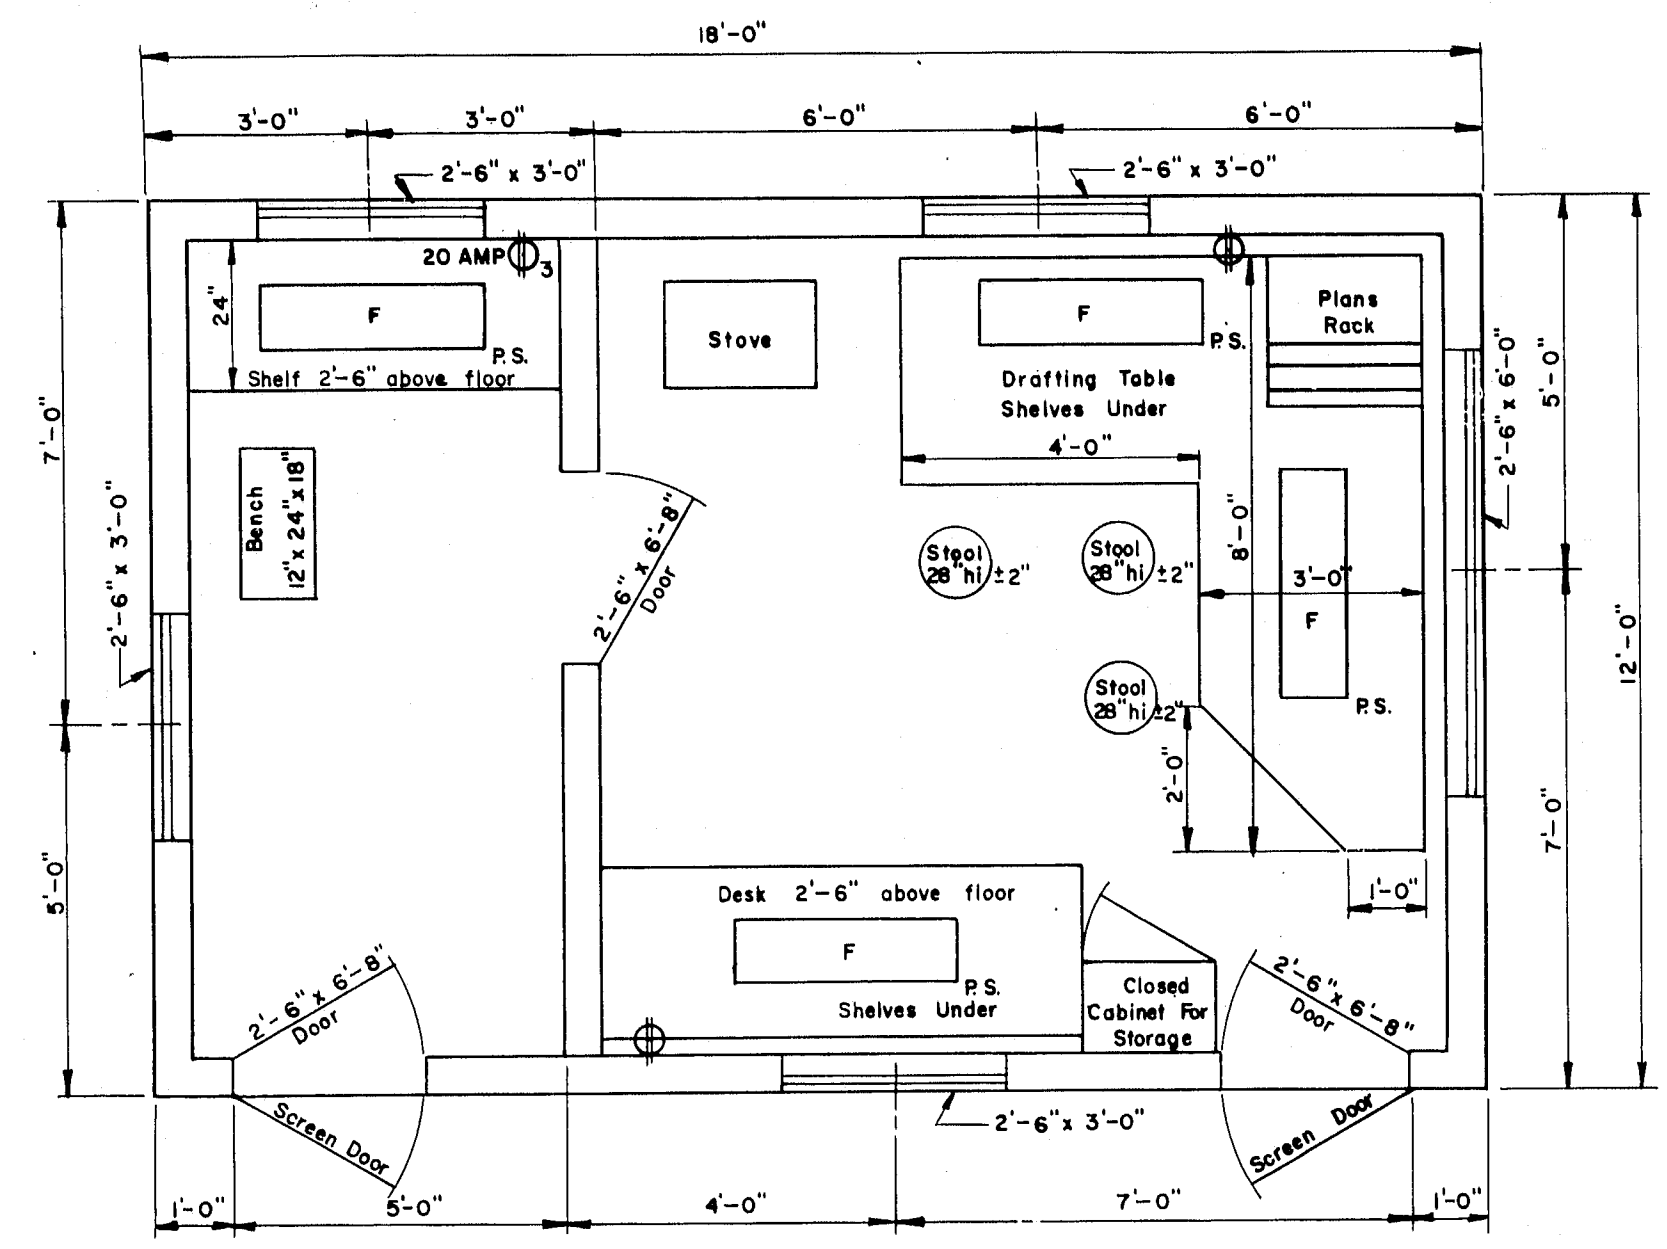 18'-0"
3'-0"
3'-0"
6'-0"
6'-0"
2'-6" x 3'-0"
2'-6" x 3'-0"
20 AMP
3
24"
F
P.S.
Shelf 2'-6" above floor
Stove
F
P.S.
Drafting Table
Shelves Under
4'-0"
Plans
Rack
2'-6" x 6'-0"
5'-0"
7'-0"
2'-6" x 3'-0"
Bench
12" x 24" x 18"
2'-6" x 6'-8"
Door
Stool
28" hi ±2"
Stool
28" hi ±2"
8'-0"
3'-0"
F
P.S.
12'-0"
Stool
28" hi ±2"
2'-0"
7'-0"
1'-0"
5'-0"
Desk 2'-6" above floor
F
P.S.
Shelves Under
Closed
Cabinet For
Storage
2'-6" x 6'-8"
Door
2'-6" x 6'-8"
Door
Screen Door
2'-6" x 3'-0"
Screen Door
1'-0"
5'-0"
4'-0"
7'-0"
1'-0"